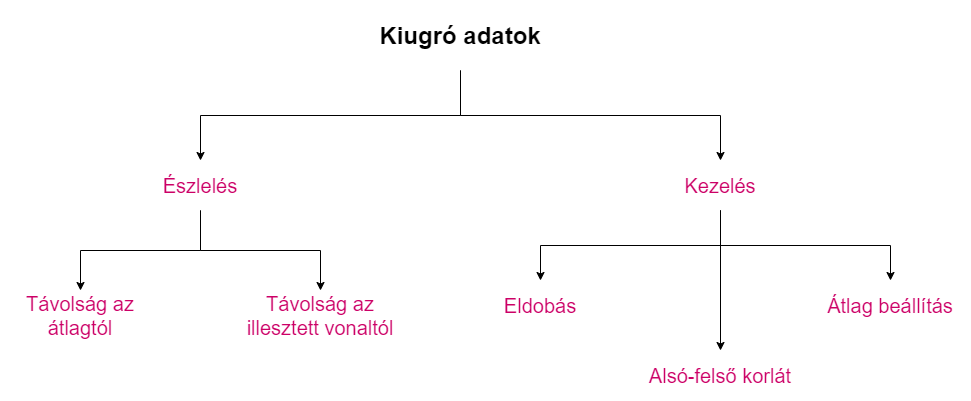 Kiugró adatok
Észlelés
Kezelés
Távolság az
átlagtól
Távolság az
illesztett vonaltól
Eldobás
Átlag beállítás
Alsó-felső korlát